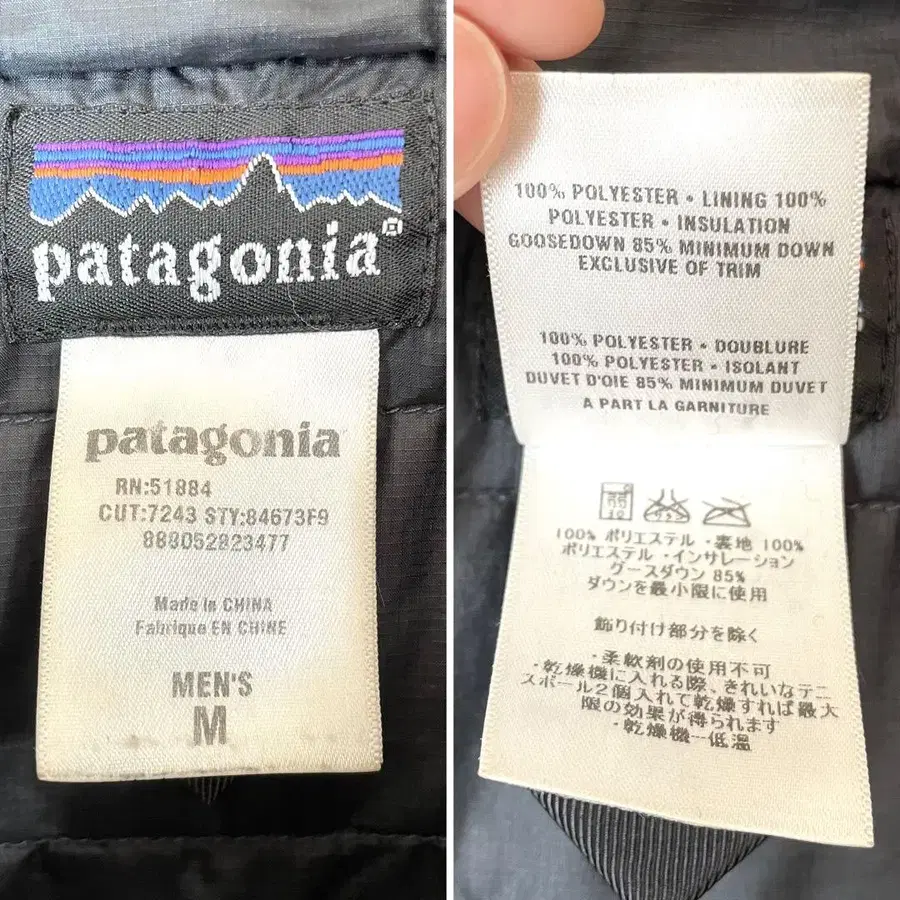 patagonia
patagonia
RN:51884
CUT:7243 STY:84673F9
888052823477
Made in CHINA
Fabriqué EN CHINE
MEN'S
M
100% POLYESTER • LINING 100%
POLYESTER • INSULATION
GOOSEDOWN 85% MINIMUM DOWN
EXCLUSIVE OF TRIM
100% POLYESTER • DOUBLURE
100% POLYESTER • ISOLANT
DUVET D'OIE 85% MINIMUM DUVET
A PART LA GARNITURE
100% ポリエステル・裏地 100%
ポリエステル・インサレーション
グースダウン 85%
ダウンを最小限に使用
飾り付け部分を除く
・柔軟剤の使用不可
・乾燥機に入れる際、きれいなテニ
スボール2個入れて乾燥すれば最大
限の効果が得られます
・乾燥機--低温